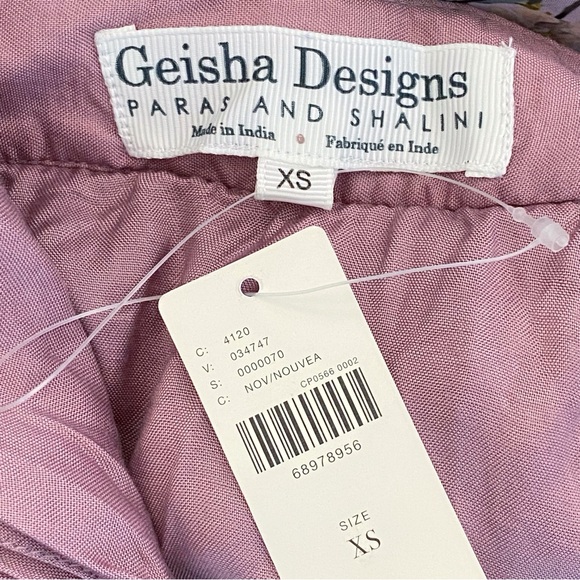 Geisha Designs
PARAS AND SHALINI
Made in India • Fabriqué en Inde
XS
C: 4120
V: 034747
S: 0000070
C: NOV/NOUVEA
CP0566 0002
68978956
SIZE
XS